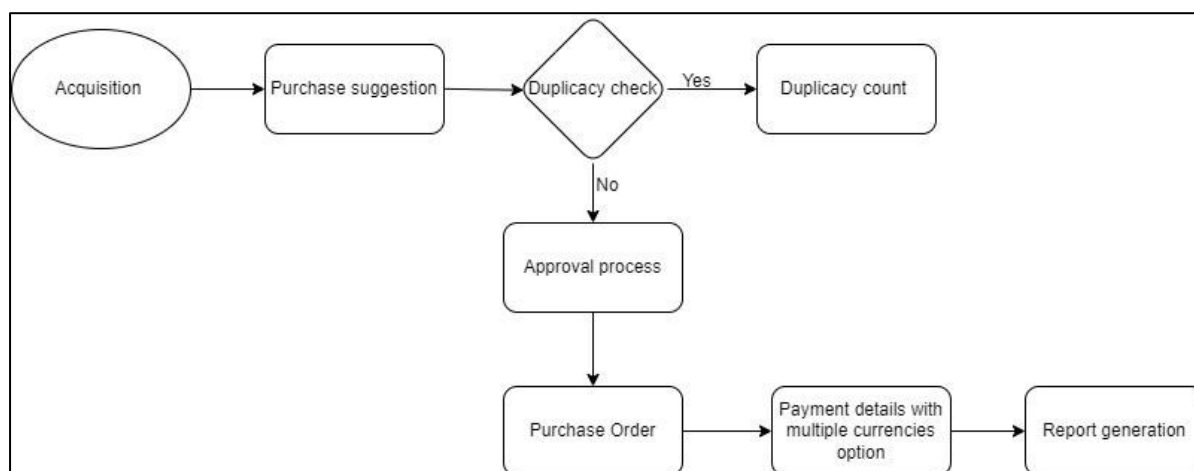 Acquisition
Purchase suggestion
Duplicacy check
Yes
Duplicacy count
No
Approval process
Purchase Order
Payment details with
multiple currencies
option
Report generation